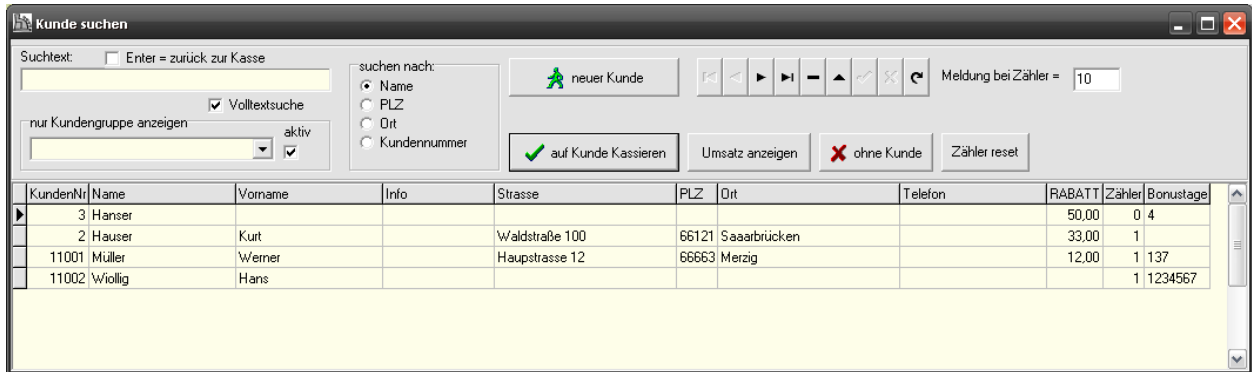 Kunde suchen
Suchtext:
Enter = zurück zur Kasse
Volltextsuche
nur Kundengruppe anzeigen
aktiv
suchen nach:
Name
PLZ
Ort
Kundennummer
neuer Kunde
Meldung bei Zähler = 10
auf Kunde Kassieren
Umsatz anzeigen
ohne Kunde
Zähler reset
KundenNr Name Vorname Info Strasse PLZ Ort Telefon RABATT Zähler Bonustage
3 Hanser 50,00 0 4
2 Hauser Kurt Waldstraße 100 66121 Saaarbrücken 33,00 1
11001 Müller Werner Haupstrasse 12 66663 Merzig 12,00 1 137
11002 Wiollig Hans 1 1234567